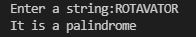 Enter a string:ROTAVATOR
It is a palindrome